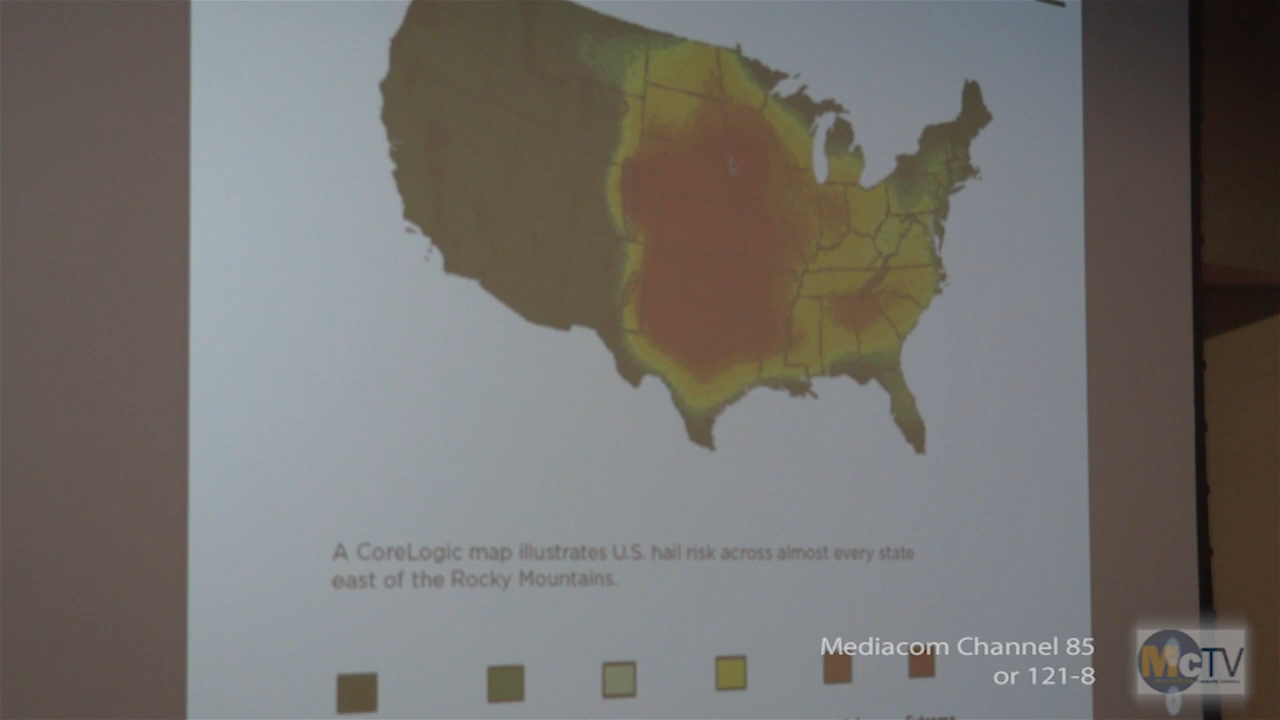 A CoreLogic map illustrates U.S. hail risk across almost every state
east of the Rocky Mountains.
Mediacom Channel 85
or 121-8
McTV